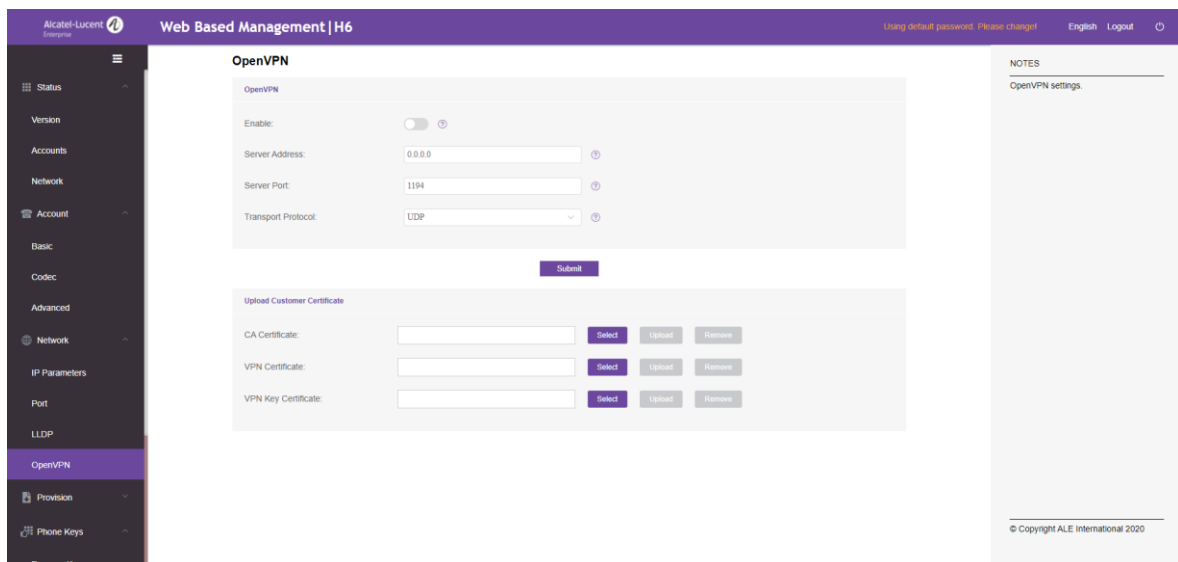 Alcatel-Lucent
Enterprise
Web Based Management | H6
Using default password. Please change!
English
Logout
Status
Version
Accounts
Network
Account
Basic
Codec
Advanced
Network
IP Parameters
Port
LLDP
OpenVPN
Provision
Phone Keys
OpenVPN
OpenVPN
Enable:
Server Address: 0.0.0.0
Server Port: 1194
Transport Protocol: UDP
Submit
Upload Customer Certificate
CA Certificate: Select Upload Remove
VPN Certificate: Select Upload Remove
VPN Key Certificate: Select Upload Remove
NOTES
OpenVPN settings.
© Copyright ALE International 2020